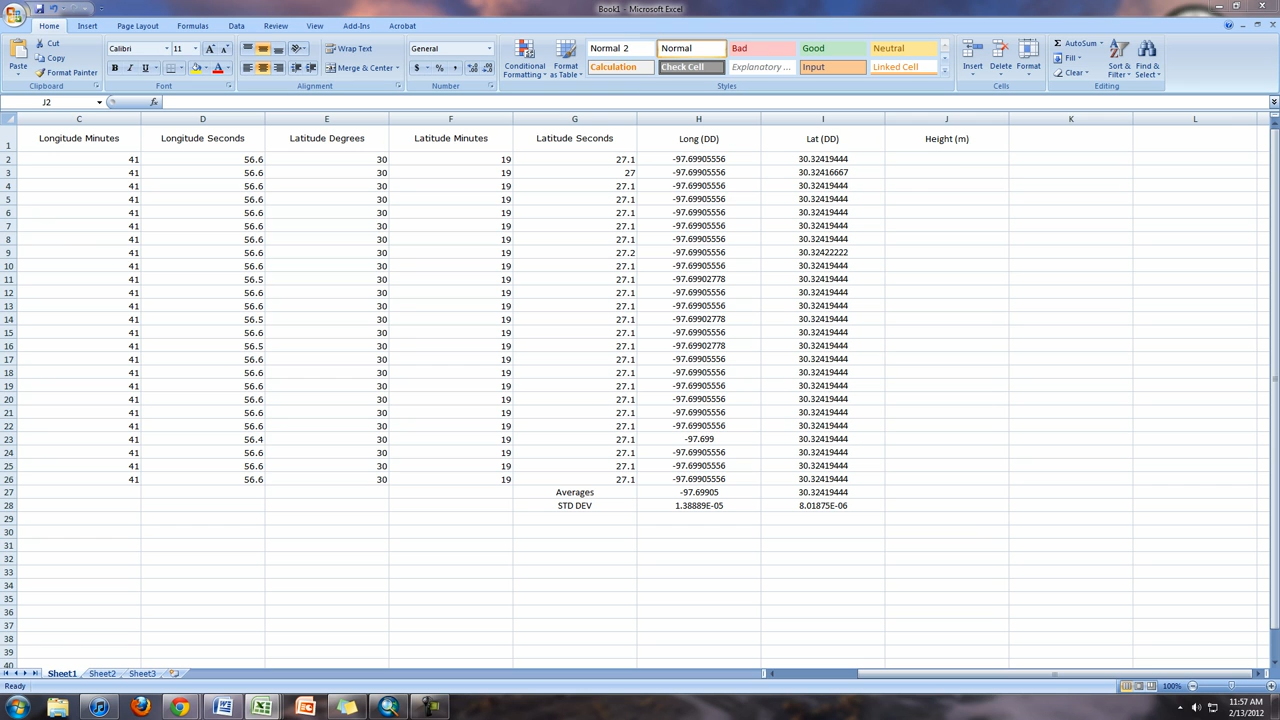 Book1 - Microsoft Excel
Home Insert Page Layout Formulas Data Review View Add-Ins Acrobat
Paste Cut Calibri 11 Wrap Text General Normal 2 Normal Bad Good Neutral AutoSum
Copy Fill
Format Painter B I U A Merge & Center $ % , Conditional Formatting Format as Table Calculation Check Cell Explanatory ... Input Linked Cell Insert Delete Format Clear Sort & Filter Find & Select
Clipboard Font Alignment Number Styles Cells Editing
J2 fx
C D E F G H I J K L
1 Longitude Minutes Longitude Seconds Latitude Degrees Latitude Minutes Latitude Seconds Long (DD) Lat (DD) Height (m)
2 41 56.6 30 19 27.1 -97.69905556 30.32419444
3 41 56.6 30 19 27 -97.69905556 30.32416667
4 41 56.6 30 19 27.1 -97.69905556 30.32419444
5 41 56.6 30 19 27.1 -97.69905556 30.32419444
6 41 56.6 30 19 27.1 -97.69905556 30.32419444
7 41 56.6 30 19 27.1 -97.69905556 30.32419444
8 41 56.6 30 19 27.1 -97.69905556 30.32419444
9 41 56.6 30 19 27.2 -97.69905556 30.32422222
10 41 56.6 30 19 27.1 -97.69905556 30.32419444
11 41 56.5 30 19 27.1 -97.69902778 30.32419444
12 41 56.6 30 19 27.1 -97.69905556 30.32419444
13 41 56.6 30 19 27.1 -97.69905556 30.32419444
14 41 56.5 30 19 27.1 -97.69902778 30.32419444
15 41 56.6 30 19 27.1 -97.69905556 30.32419444
16 41 56.5 30 19 27.1 -97.69902778 30.32419444
17 41 56.6 30 19 27.1 -97.69905556 30.32419444
18 41 56.6 30 19 27.1 -97.69905556 30.32419444
19 41 56.6 30 19 27.1 -97.69905556 30.32419444
20 41 56.6 30 19 27.1 -97.69905556 30.32419444
21 41 56.6 30 19 27.1 -97.69905556 30.32419444
22 41 56.6 30 19 27.1 -97.69905556 30.32419444
23 41 56.4 30 19 27.1 -97.699 30.32419444
24 41 56.6 30 19 27.1 -97.69905556 30.32419444
25 41 56.6 30 19 27.1 -97.69905556 30.32419444
26 41 56.6 30 19 27.1 -97.69905556 30.32419444
27 Averages -97.69905 30.32419444
28 STD DEV 1.38889E-05 8.01875E-06
29
30
31
32
33
34
35
36
37
38
39
40
Sheet1 Sheet2 Sheet3
Ready 100%
11:57 AM
2/13/2012